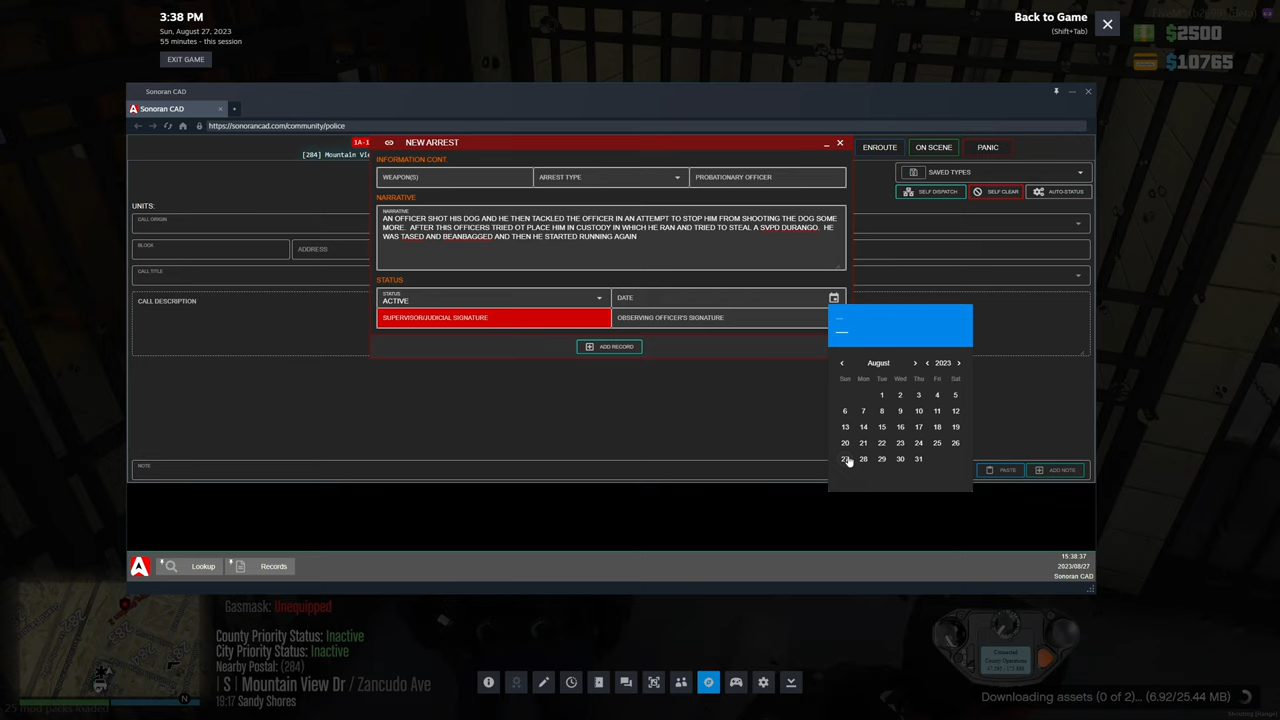 3:38 PM
Sun, August 27, 2023
55 minutes - this session
EXIT GAME
Back to Game
(Shift+Tab)
$2500
$10765
Sonoran CAD
Sonoran CAD
https://sonorancad.com/community/police
1A-1
NEW ARREST
[284] Mountain Vi
ENROUTE
ON SCENE
PANIC
INFORMATION CONT.
WEAPON(S)
ARREST TYPE
PROBATIONARY OFFICER
SAVED TYPES
SELF DISPATCH
SELF CLEAR
AUTO-STATUS
NARRATIVE
UNITS:
NARRATIVE
AN OFFICER SHOT HIS DOG AND HE THEN TACKLED THE OFFICER IN AN ATTEMPT TO STOP HIM FROM SHOOTING THE DOG SOME
MORE. AFTER THIS OFFICERS TRIED OT PLACE HIM IN CUSTODY IN WHICH HE RAN AND TRIED TO STEAL A SVPD DURANGO. HE
WAS TASED AND BEANBAGGED AND THEN HE STARTED RUNNING AGAIN
CALL ORIGIN
BLOCK
ADDRESS
CALL TITLE
CALL DESCRIPTION
STATUS
STATUS
ACTIVE
DATE
SUPERVISOR/JUDICIAL SIGNATURE
OBSERVING OFFICER'S SIGNATURE
ADD RECORD
August
2023
Sun Mon Tue Wed Thu Fri Sat
1 2 3 4 5
6 7 8 9 10 11 12
13 14 15 16 17 18 19
20 21 22 23 24 25 26
27 28 29 30 31
NOTE
PASTE
ADD NOTE
Lookup
Records
15:38:37
2023/08/27
Sonoran CAD
Gasmask: Unequipped
County Priority Status: Inactive
City Priority Status: Inactive
Nearby Postal: (284)
| S | Mountain View Dr / Zancudo Ave
19:17 Sandy Shores
25 mod-packs loaded
Connected
County Operations
Downloading assets (0 of 2)... (6.92/25.44 MB)